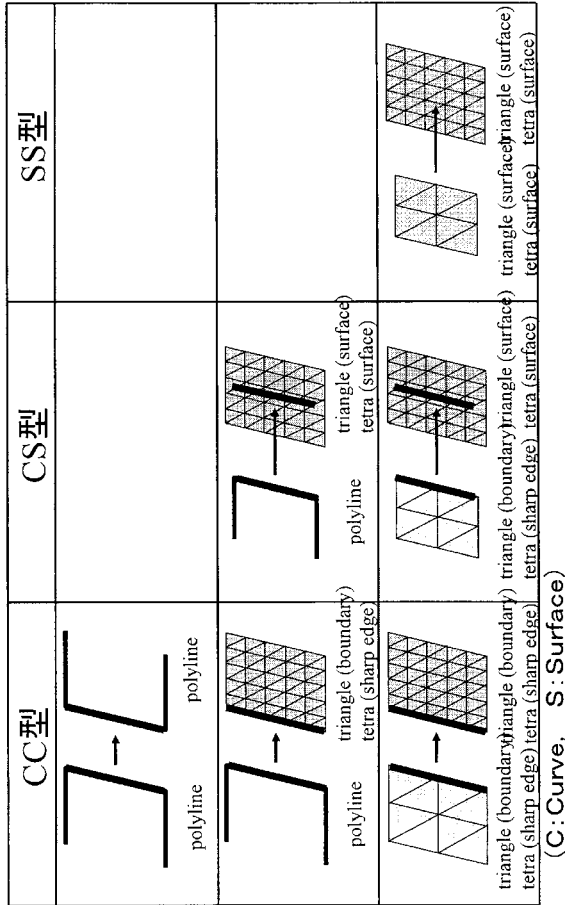 CC型
CS型
SS型
polyline
polyline
polyline
triangle (boundary)
tetra (sharp edge)
polyline
triangle (surface)
tetra (surface)
triangle (boundary)triangle (boundary)
tetra (sharp edge) tetra (sharp edge)
triangle (boundary)triangle (surface)
tetra (sharp edge) tetra (surface)
triangle (surface) triangle (surface)
tetra (surface) tetra (surface)
(C:Curve, S:Surface)